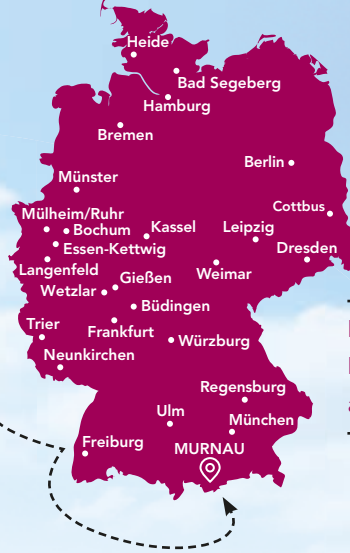 Heide
Bad Segeberg
Hamburg
Bremen
Berlin
Münster
Cottbus
Mülheim/Ruhr
Bochum
Kassel
Leipzig
Essen-Kettwig
Dresden
Langenfeld
Gießen
Weimar
Wetzlar
Büdingen
Trier
Frankfurt
Würzburg
Neunkirchen
Regensburg
Ulm
München
Freiburg
MURNAU